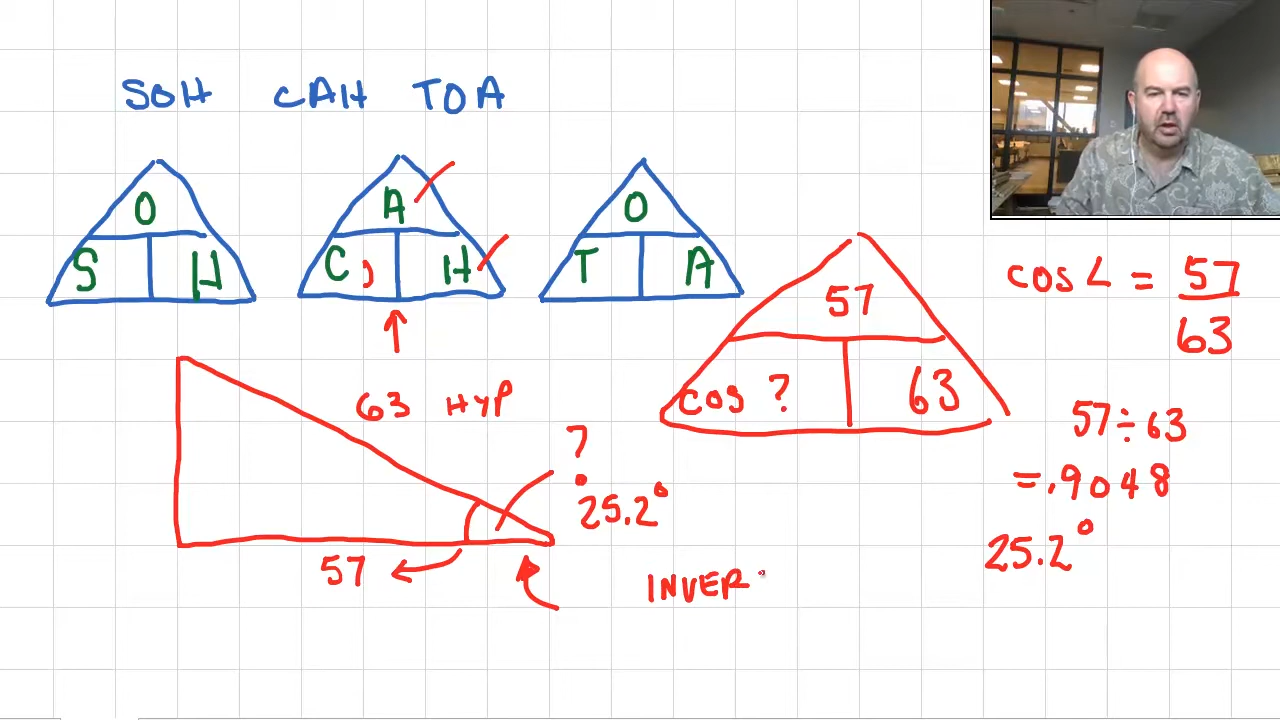 SOH CAH TOA
O
S H
A
C H
O
T A
57
cos ? 63
cos ∠ = 57
63
57 ÷ 63
= .9048
25.2°
63 HYP
?
25.2°
57
INVER